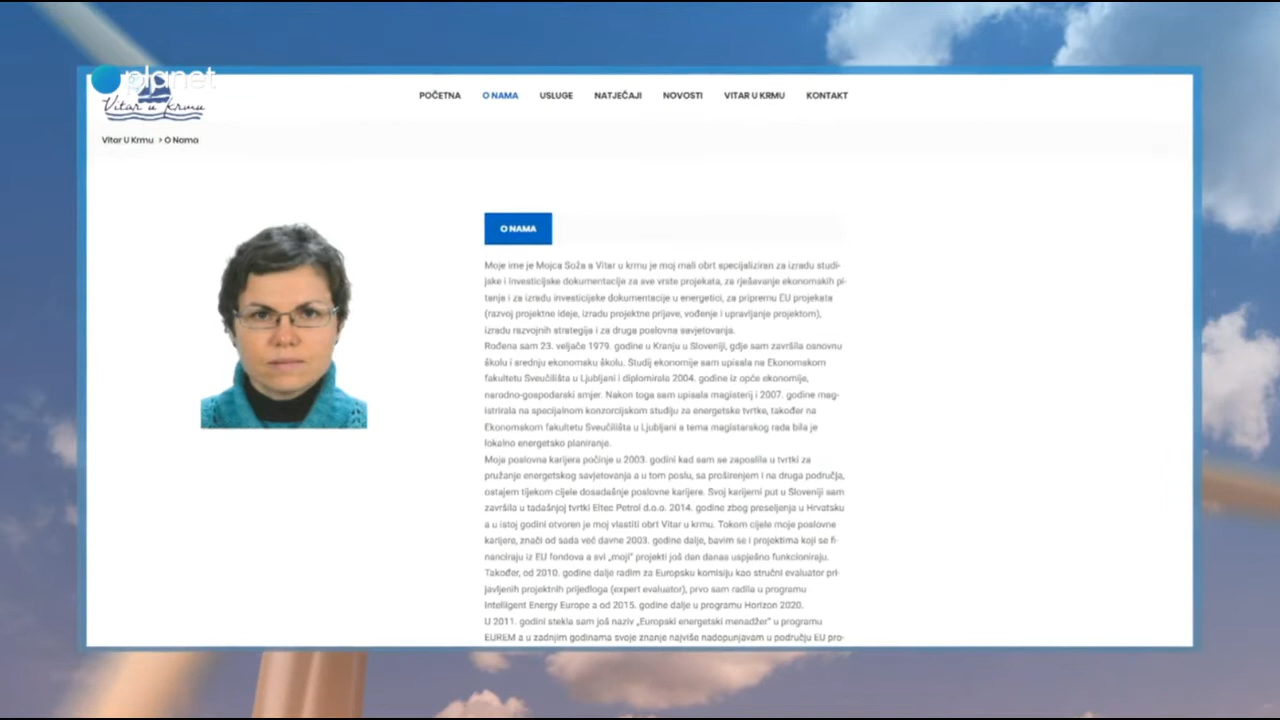 planet
Vitar u Krmu
POČETNA O NAMA USLUGE NATJEČAJI NOVOSTI VITAR U KRMU KONTAKT
Vitar U Krmu > O Nama
O NAMA
Moje ime je Mojca Soža a Vitar u krmu je moj mali obrt specijaliziran za izradu studi-
jske i investicijske dokumentacije za sve vrste projekata, za rješavanje ekonomskih pi-
tanja i za izradu investicijske dokumentacije u energetici, za pripremu EU projekata
(razvoj projektne ideje, izradu projektne prijave, vođenje i upravljanje projektom),
izradu razvojnih strategija i za druga poslovna savjetovanja.
Rođena sam 23. veljače 1979. godine u Kranju u Sloveniji, gdje sam završila osnovnu
školu i srednju ekonomsku školu. Studij ekonomije sam upisala na Ekonomskom
fakultetu Sveučilišta u Ljubljani i diplomirala 2004. godine iz opće ekonomije,
narodno-gospodarski smjer. Nakon toga sam upisala magisterij i 2007. godine mag-
istrirala na specijalnom konzorcijskom studiju za energetske tvrtke, također na
Ekonomskom fakultetu Sveučilišta u Ljubljani a tema magistarskog rada bila je
lokalno energetsko planiranje.
Moja poslovna karijera počinje u 2003. godini kad sam se zaposlila u tvrtki za
pružanje energetskog savjetovanja a u tom poslu, sa proširenjem i na druga područja,
ostajem tijekom cijele dosadašnje poslovne karijere. Svoj karijerni put u Sloveniji sam
završila u tadašnjoj tvrtki Eltec Petrol d.o.o. 2014. godine zbog preseljenja u Hrvatsku
a u istoj godini otvoren je moj vlastiti obrt Vitar u krmu. Tokom cijele moje poslovne
karijere, znači od sada već davne 2003. godine dalje, bavim se i projektima koji se fi-
nanciraju iz EU fondova a svi „moji" projekti još den danas uspješno funkcioniraju.
Također, od 2010. godine dalje radim za Europsku komisiju kao stručni evaluator pri-
javljenih projektnih prijedloga (expert evaluator), prvo sam radila u programu
Intelligent Energy Europe a od 2015. godine dalje u programu Horizon 2020.
U 2011. godini stekla sam još naziv „Europski energetski menadžer" u programu
EUREM a u zadnjim godinama svoje znanje najviše nadopunjavam u području EU pro-